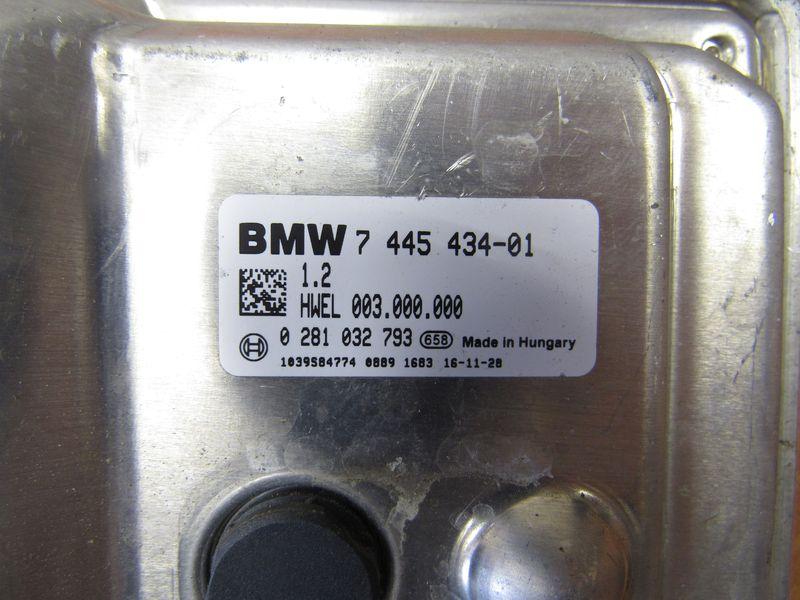 BMW 7 445 434-01
1.2
HWEL 003.000.000
0 281 032 793 658 Made in Hungary
1039S84774 0889 1683 16-11-28